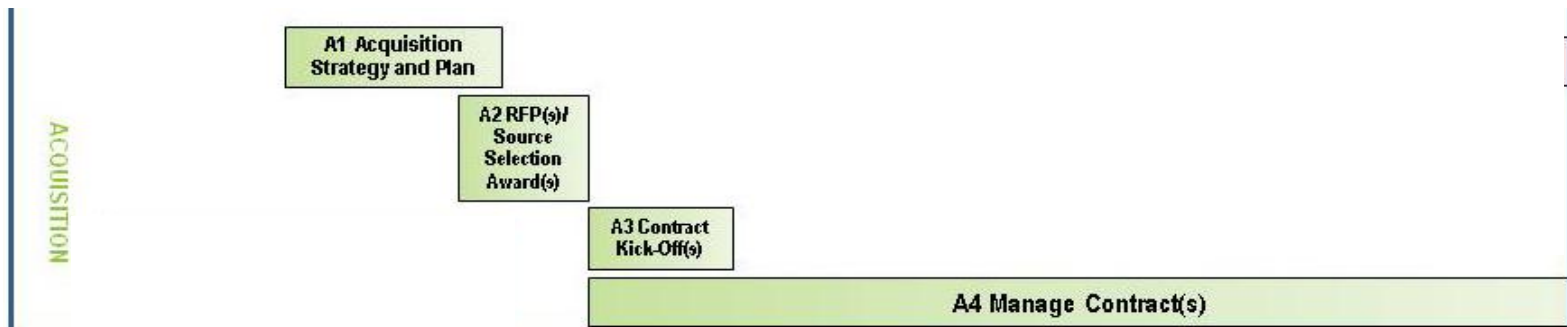 ACQUISITION
A1 Acquisition
Strategy and Plan
A2 RFP(s)/
Source
Selection
Award(s)
A3 Contract
Kick-Off(s)
A4 Manage Contract(s)